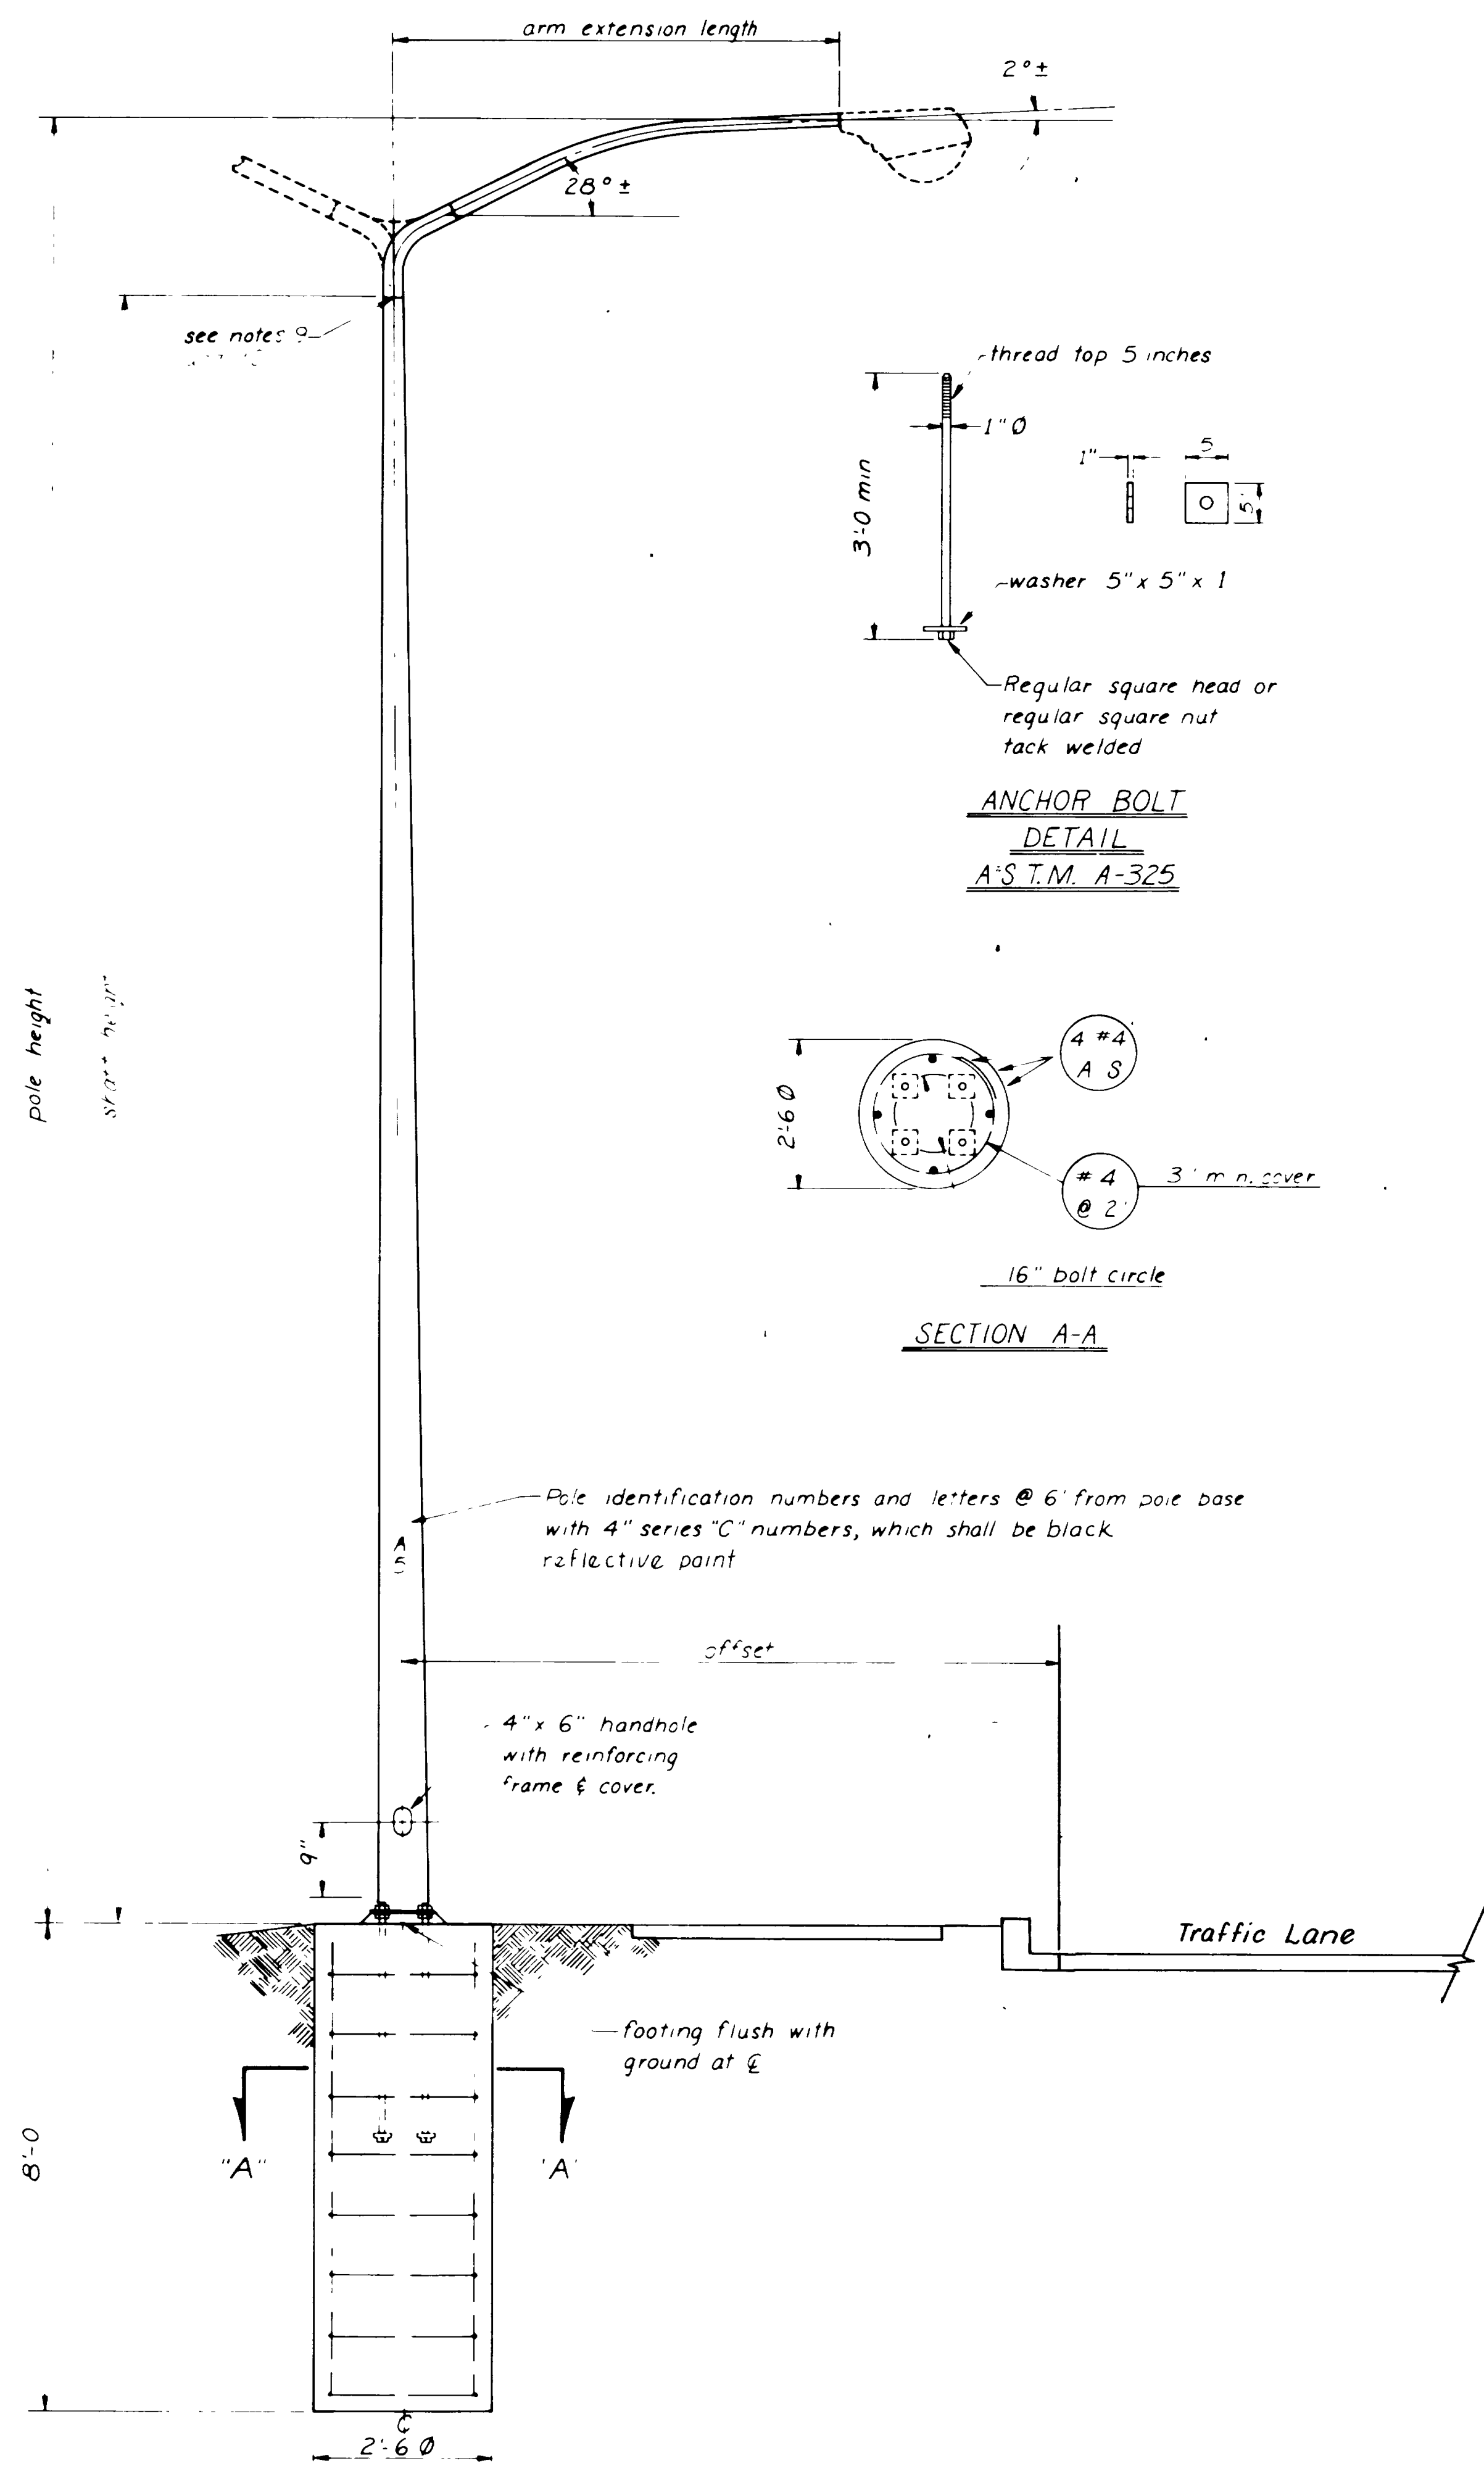 arm extension length
2°±
28°±
see notes 9
thread top 5 inches
1"Ø
3'-0 min
1"
5
5'
washer 5"x 5"x 1
Regular square head or
regular square nut
tack welded
ANCHOR BOLT
DETAIL
A.S T.M. A-325
pole height
4 #4
A S
2'-6 Ø
#4
@ 2'
3' min. cover
16" bolt circle
SECTION A-A
Pole identification numbers and letters @ 6' from pole base
with 4" series "C" numbers, which shall be black
reflective paint
A
5
offset
4"x 6" handhole
with reinforcing
frame & cover.
9"
Traffic Lane
footing flush with
ground at ℄
8'-0
"A"
'A'
℄
2'-6 Ø